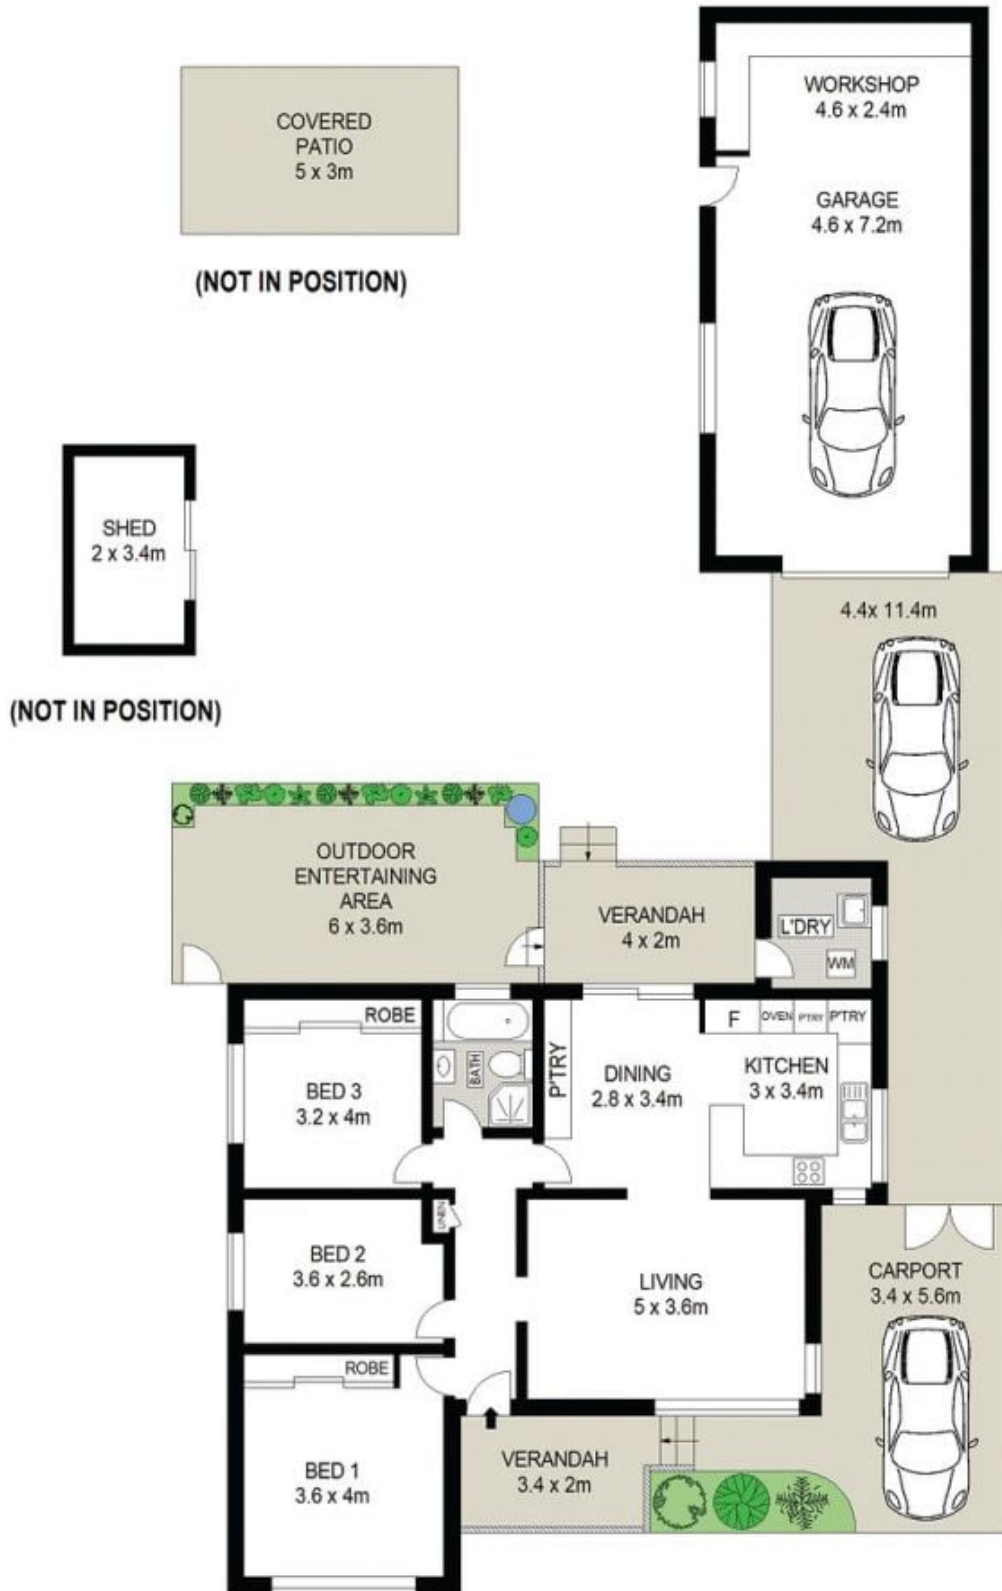 WORKSHOP
4.6 x 2.4m
COVERED
PATIO
5 x 3m
GARAGE
4.6 x 7.2m
(NOT IN POSITION)
SHED
2 x 3.4m
4.4x 11.4m
(NOT IN POSITION)
OUTDOOR
ENTERTAINING
AREA
6 x 3.6m
VERANDAH
4 x 2m
L'DRY
WM
ROBE
F
OVEN
P'TRY
P'TRY
BATH
P'TRY
BED 3
3.2 x 4m
DINING
2.8 x 3.4m
KITCHEN
3 x 3.4m
LINEN
BED 2
3.6 x 2.6m
LIVING
5 x 3.6m
CARPORT
3.4 x 5.6m
ROBE
BED 1
3.6 x 4m
VERANDAH
3.4 x 2m